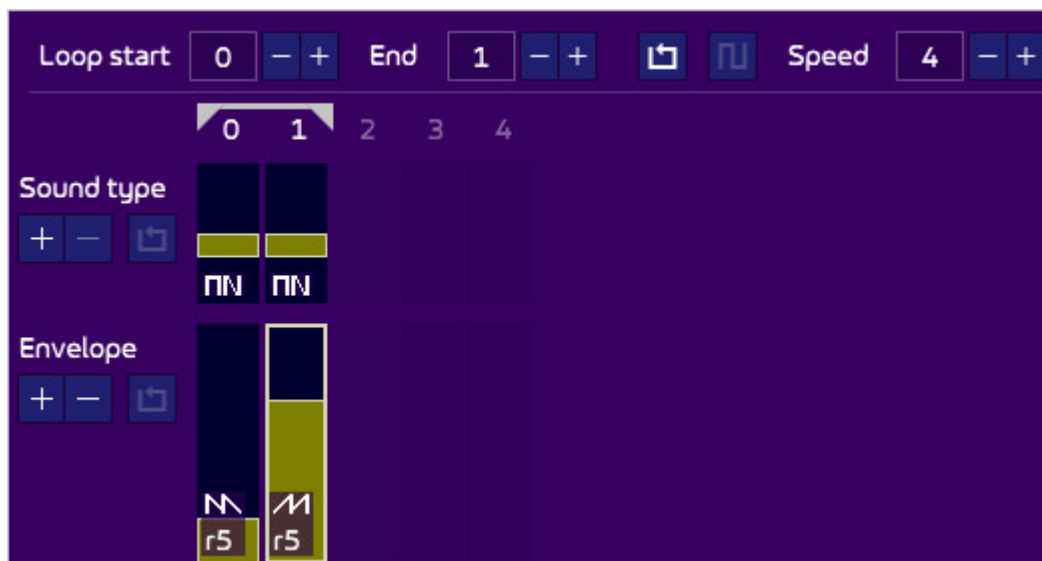 Loop start 0 - + End 1 - + Speed 4 - +
0 1 2 3 4
Sound type
+ -
Envelope
+ -
r5 r5